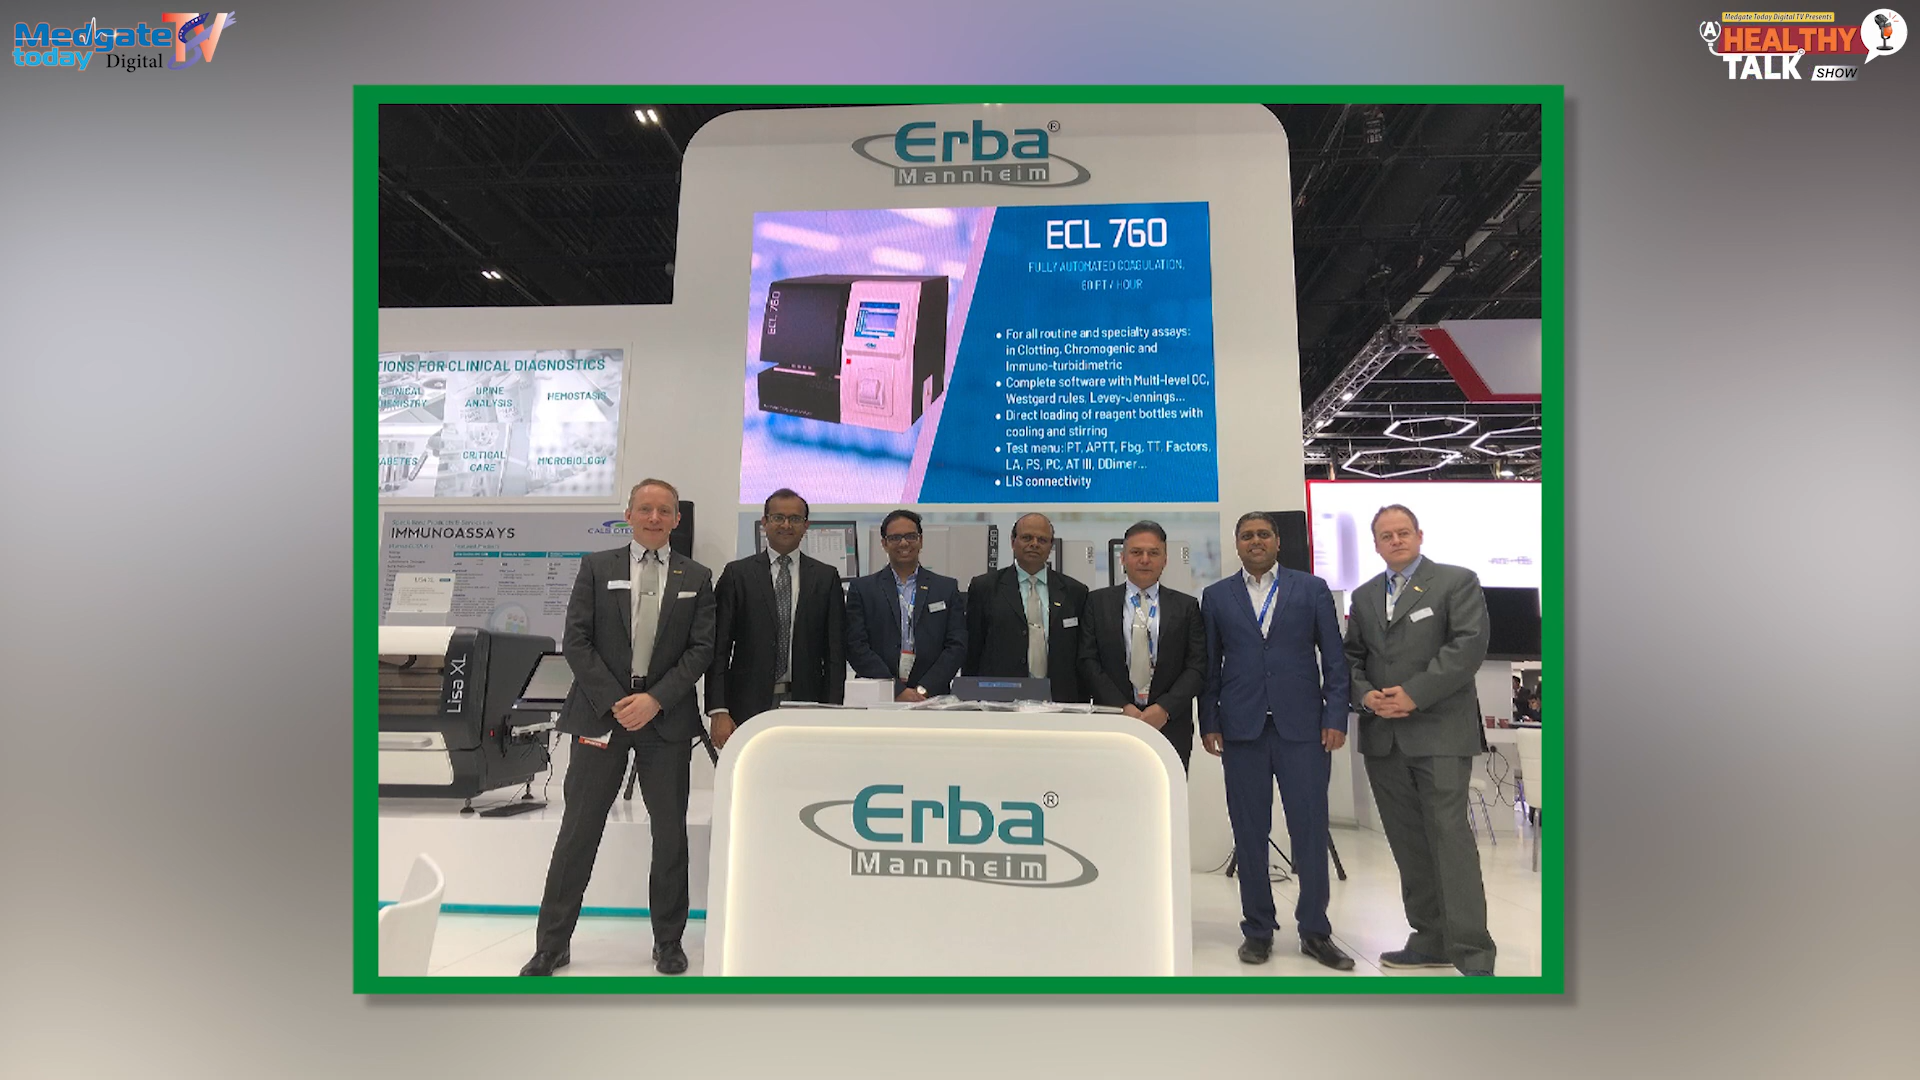 Medgate
today
Digital
TV
Medgate Today Digital TV Presents
A
HEALTHY
TALK
SHOW
Erba®
Mannheim
ECL 760
FULLY AUTOMATED COAGULATION,
60 PT / HOUR
ECL 760
• For all routine and specialty assays:
in Clotting, Chromogenic and
Immuno-turbidimetric
• Complete software with Multi-level QC,
Westgard rules, Levey-Jennings...
• Direct loading of reagent bottles with
cooling and stirring
• Test menu: PT, APTT, Fbg, TT, Factors,
LA, PS, PC, AT III, DDimer...
• LIS connectivity
TIONS FOR CLINICAL DIAGNOSTICS
URINE
ANALYSIS
HEMOSTASIS
CRITICAL
CARE
MICROBIOLOGY
IMMUNOASSAYS
Lisa XL
Erba®
Mannheim